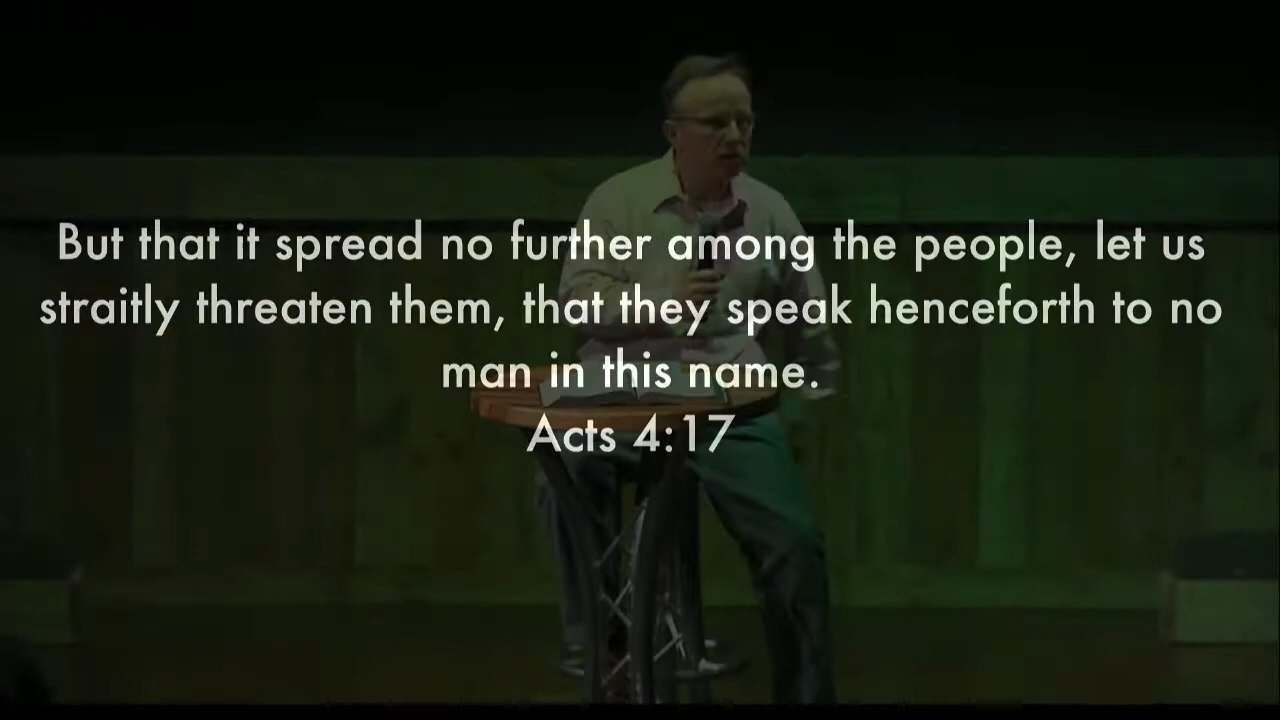 But that it spread no further among the people, let us
straitly threaten them, that they speak henceforth to no
man in this name.
Acts 4:17